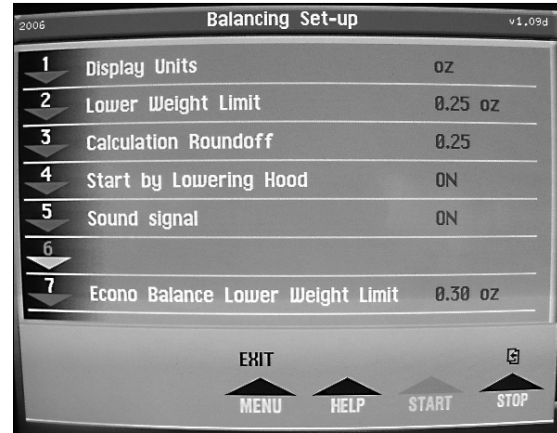 2006 Balancing Set-up v1.09d
1 Display Units oz
2 Lower Weight Limit 0.25 oz
3 Calculation Roundoff 0.25
4 Start by Lowering Hood ON
5 Sound signal ON
6
7 Econo Balance Lower Weight Limit 0.30 oz
EXIT
MENU HELP START STOP